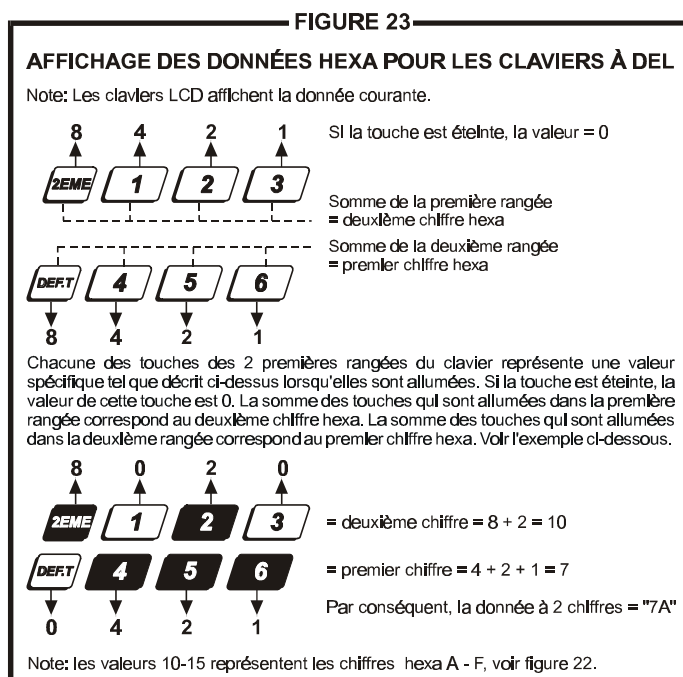 FIGURE 23
AFFICHAGE DES DONNÉES HEXA POUR LES CLAVIERS À DEL
Note: Les claviers LCD affichent la donnée courante.
8 4 2 1
Si la touche est éteinte, la valeur = 0
2EME 1 2 3
Somme de la première rangée
= deuxième chiffre hexa
Somme de la deuxième rangée
= premier chiffre hexa
DEF.T 4 5 6
8 4 2 1
Chacune des touches des 2 premières rangées du clavier représente une valeur
spécifique tel que décrit ci-dessus lorsqu'elles sont allumées. Si la touche est éteinte, la
valeur de cette touche est 0. La somme des touches qui sont allumées dans la première
rangée correspond au deuxième chiffre hexa. La somme des touches qui sont allumées
dans la deuxième rangée correspond au premier chiffre hexa. Voir l'exemple ci-dessous.
8 0 2 0
2EME 1 2 3 = deuxième chiffre = 8 + 2 = 10
DEF.T 4 5 6 = premier chiffre = 4 + 2 + 1 = 7
Par conséquent, la donnée à 2 chiffres = "7A"
0 4 2 1
Note: les valeurs 10-15 représentent les chiffres hexa A - F, voir figure 22.